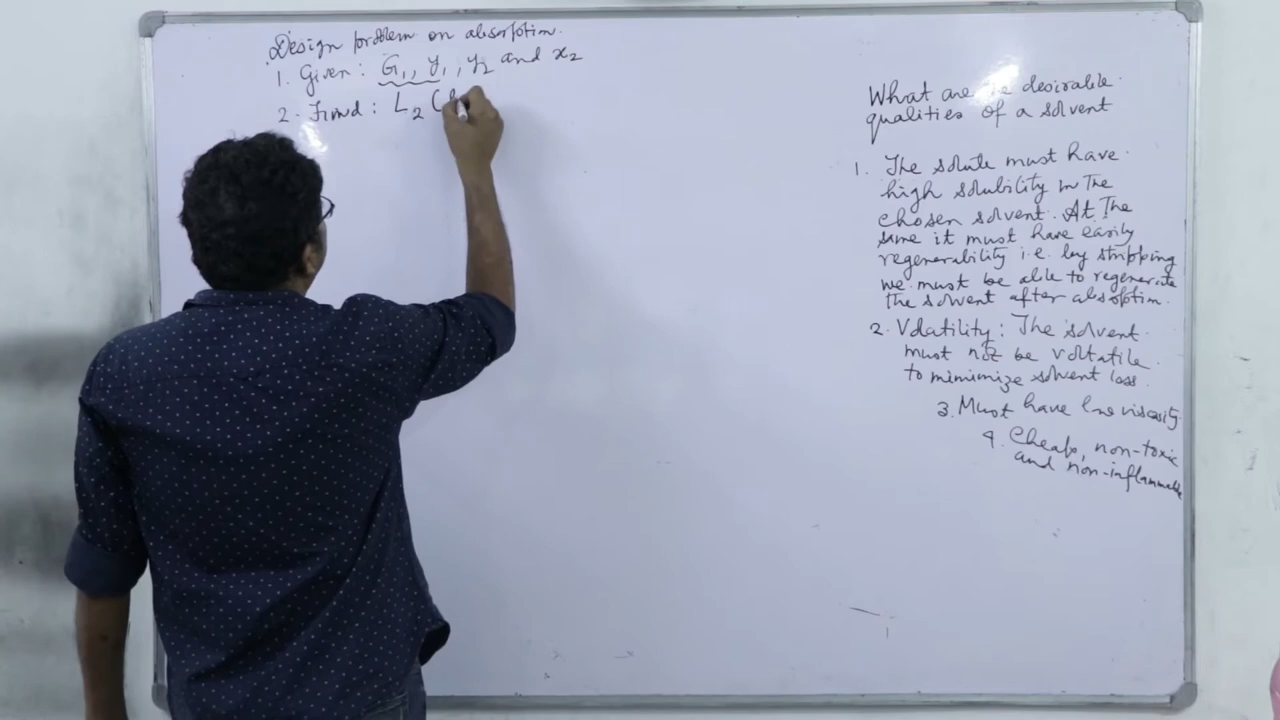 Design problem on absorption.
1. Given: G₁, y₁, y₂ and x₂
2. Find: L₂ (
What are desirable
qualities of a solvent
1. The solute must have
high solubility in the
chosen solvent. At the
same it must have easily
regenerability i.e. by stripping
we must be able to regenerate
the solvent after absorption.
2. Volatility: The solvent
must not be voltatile
to minimize solvent loss.
3. Must have low viscosity
4. Cheap, non-toxic
and non-inflammable